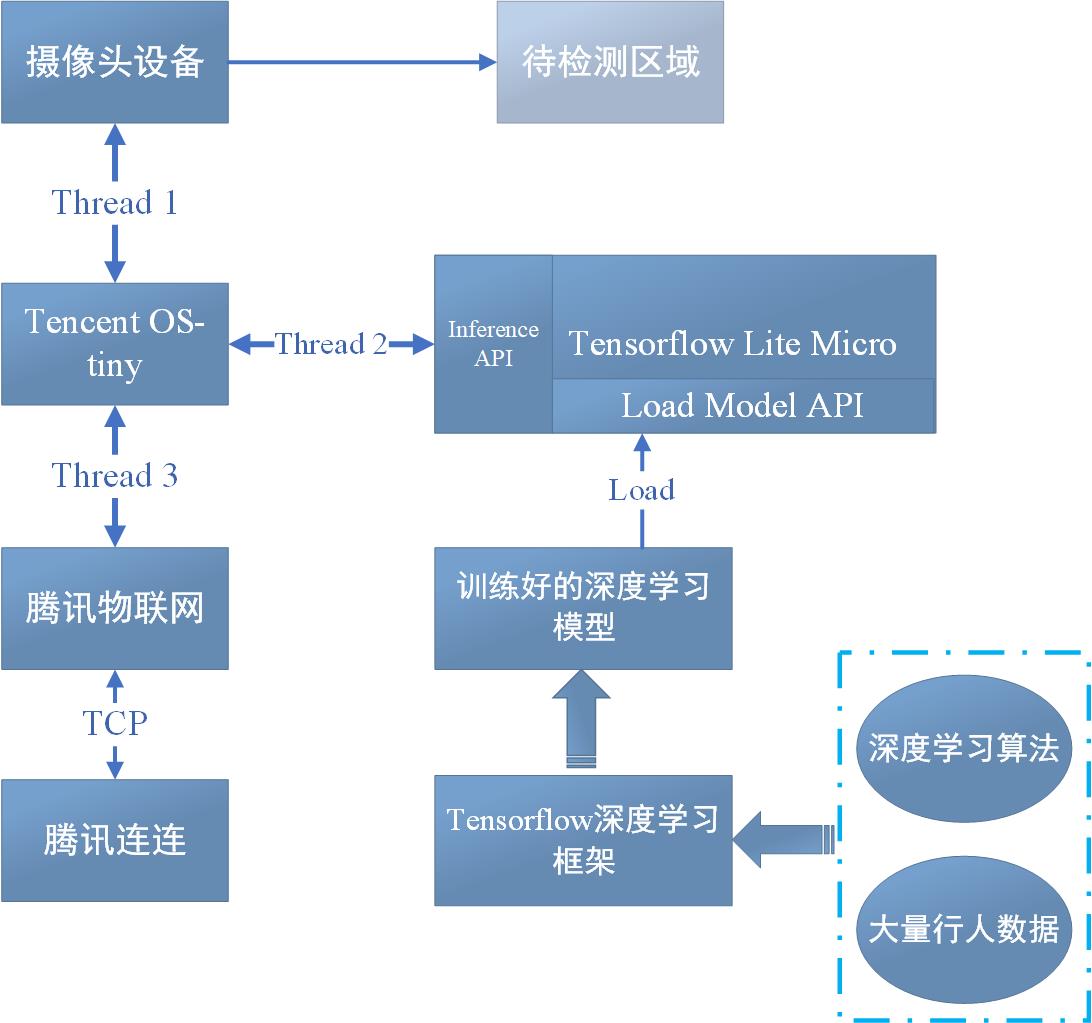 摄像头设备
待检测区域
Thread 1
Tencent OS-
tiny
Thread 2
Inference
API
Tensorflow Lite Micro
Load Model API
Thread 3
Load
腾讯物联网
训练好的深度学习
模型
TCP
腾讯连连
Tensorflow深度学习
框架
深度学习算法
大量行人数据